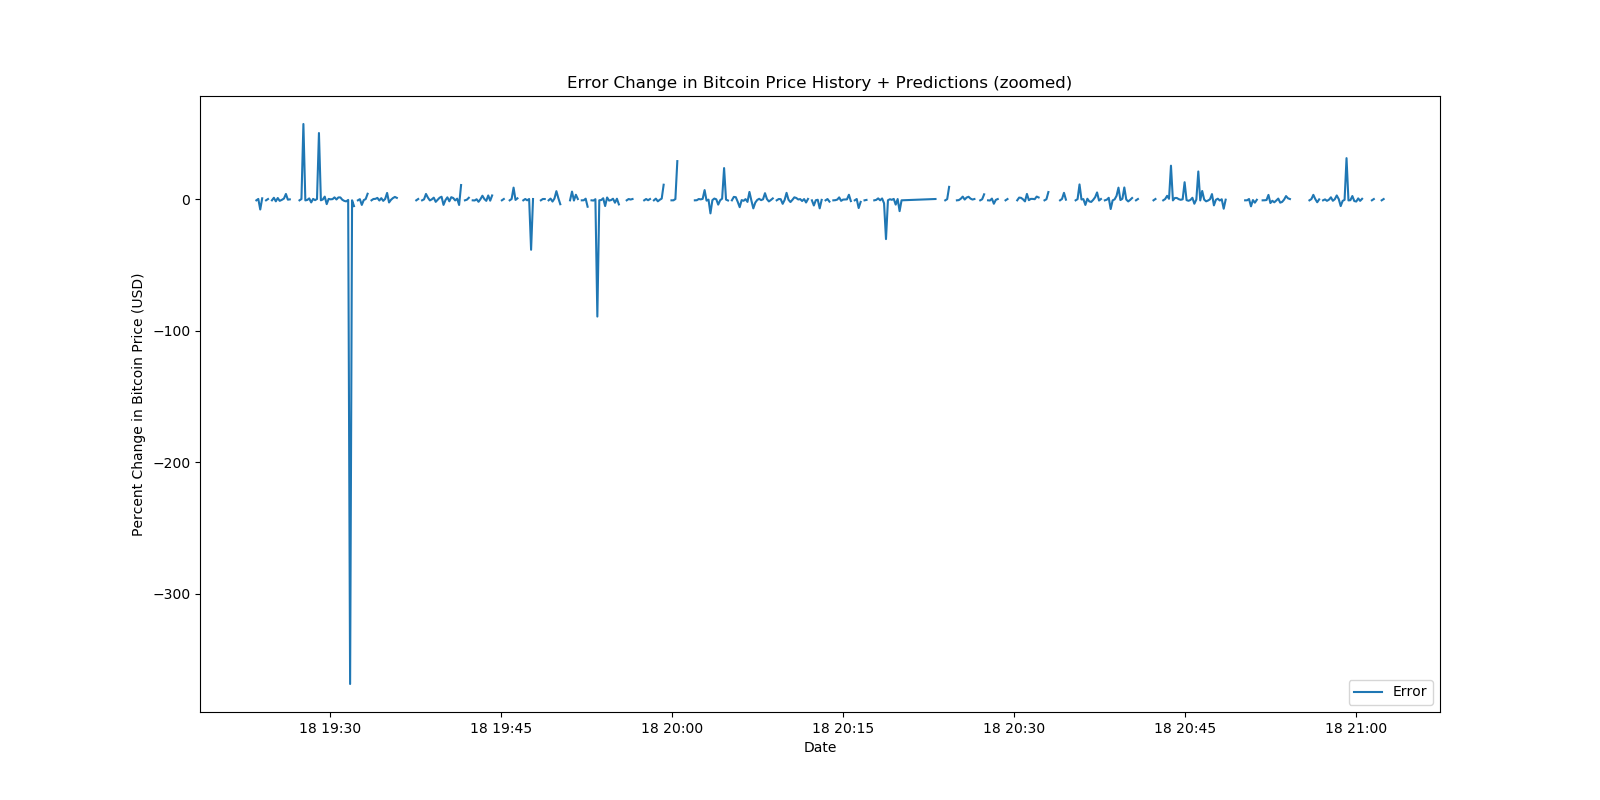 Error Change in Bitcoin Price History + Predictions (zoomed)
Percent Change in Bitcoin Price (USD)
0
−100
−200
−300
Error
18 19:30
18 19:45
18 20:00
18 20:15
18 20:30
18 20:45
18 21:00
Date